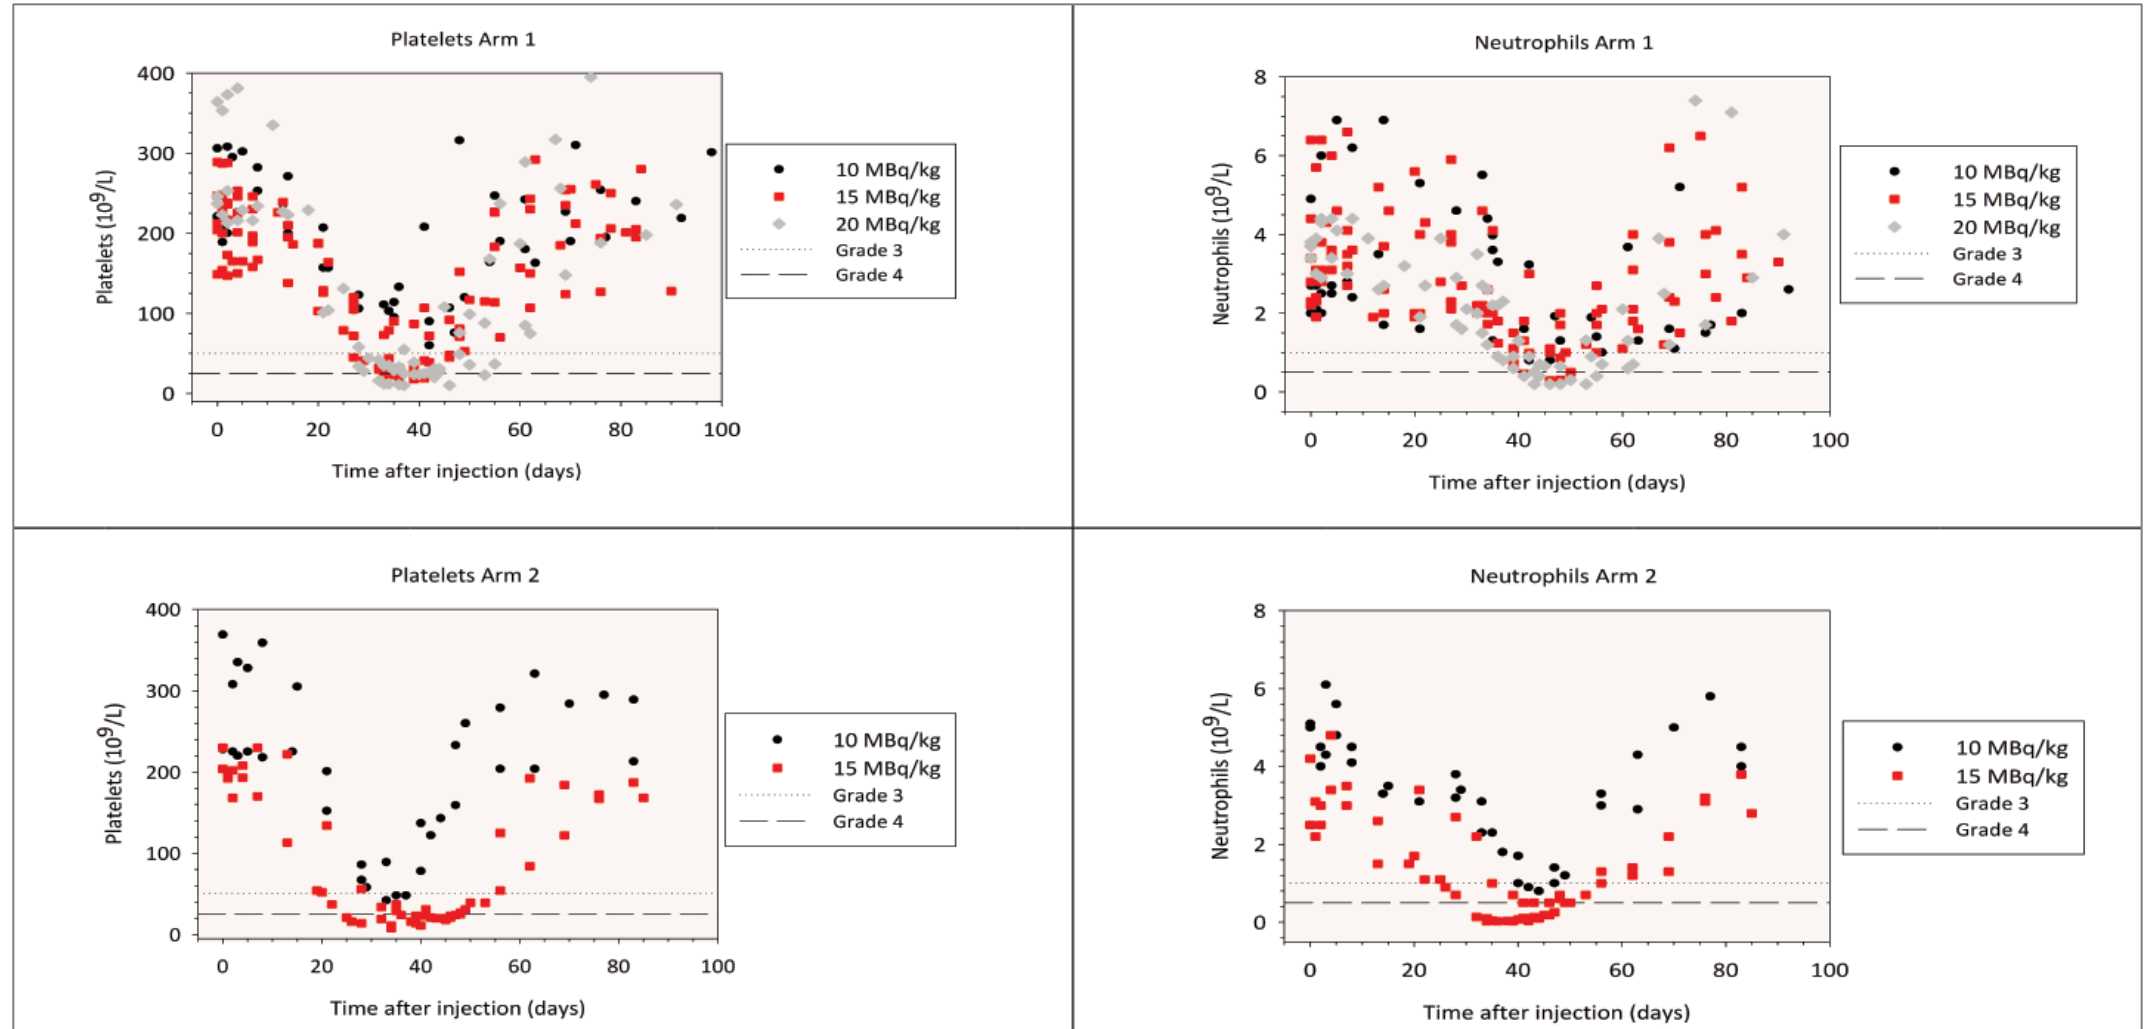 Platelets Arm 1
400
300
200
100
0
Platelets (10⁹/L)
0 20 40 60 80 100
Time after injection (days)
10 MBq/kg
15 MBq/kg
20 MBq/kg
Grade 3
Grade 4
Neutrophils Arm 1
8
6
4
2
0
Neutrophils (10⁹/L)
0 20 40 60 80 100
Time after injection (days)
10 MBq/kg
15 MBq/kg
20 MBq/kg
Grade 3
Grade 4
Platelets Arm 2
400
300
200
100
0
Platelets (10⁹/L)
0 20 40 60 80 100
Time after injection (days)
10 MBq/kg
15 MBq/kg
Grade 3
Grade 4
Neutrophils Arm 2
8
6
4
2
0
Neutrophils (10⁹/L)
0 20 40 60 80 100
Time after injection (days)
10 MBq/kg
15 MBq/kg
Grade 3
Grade 4